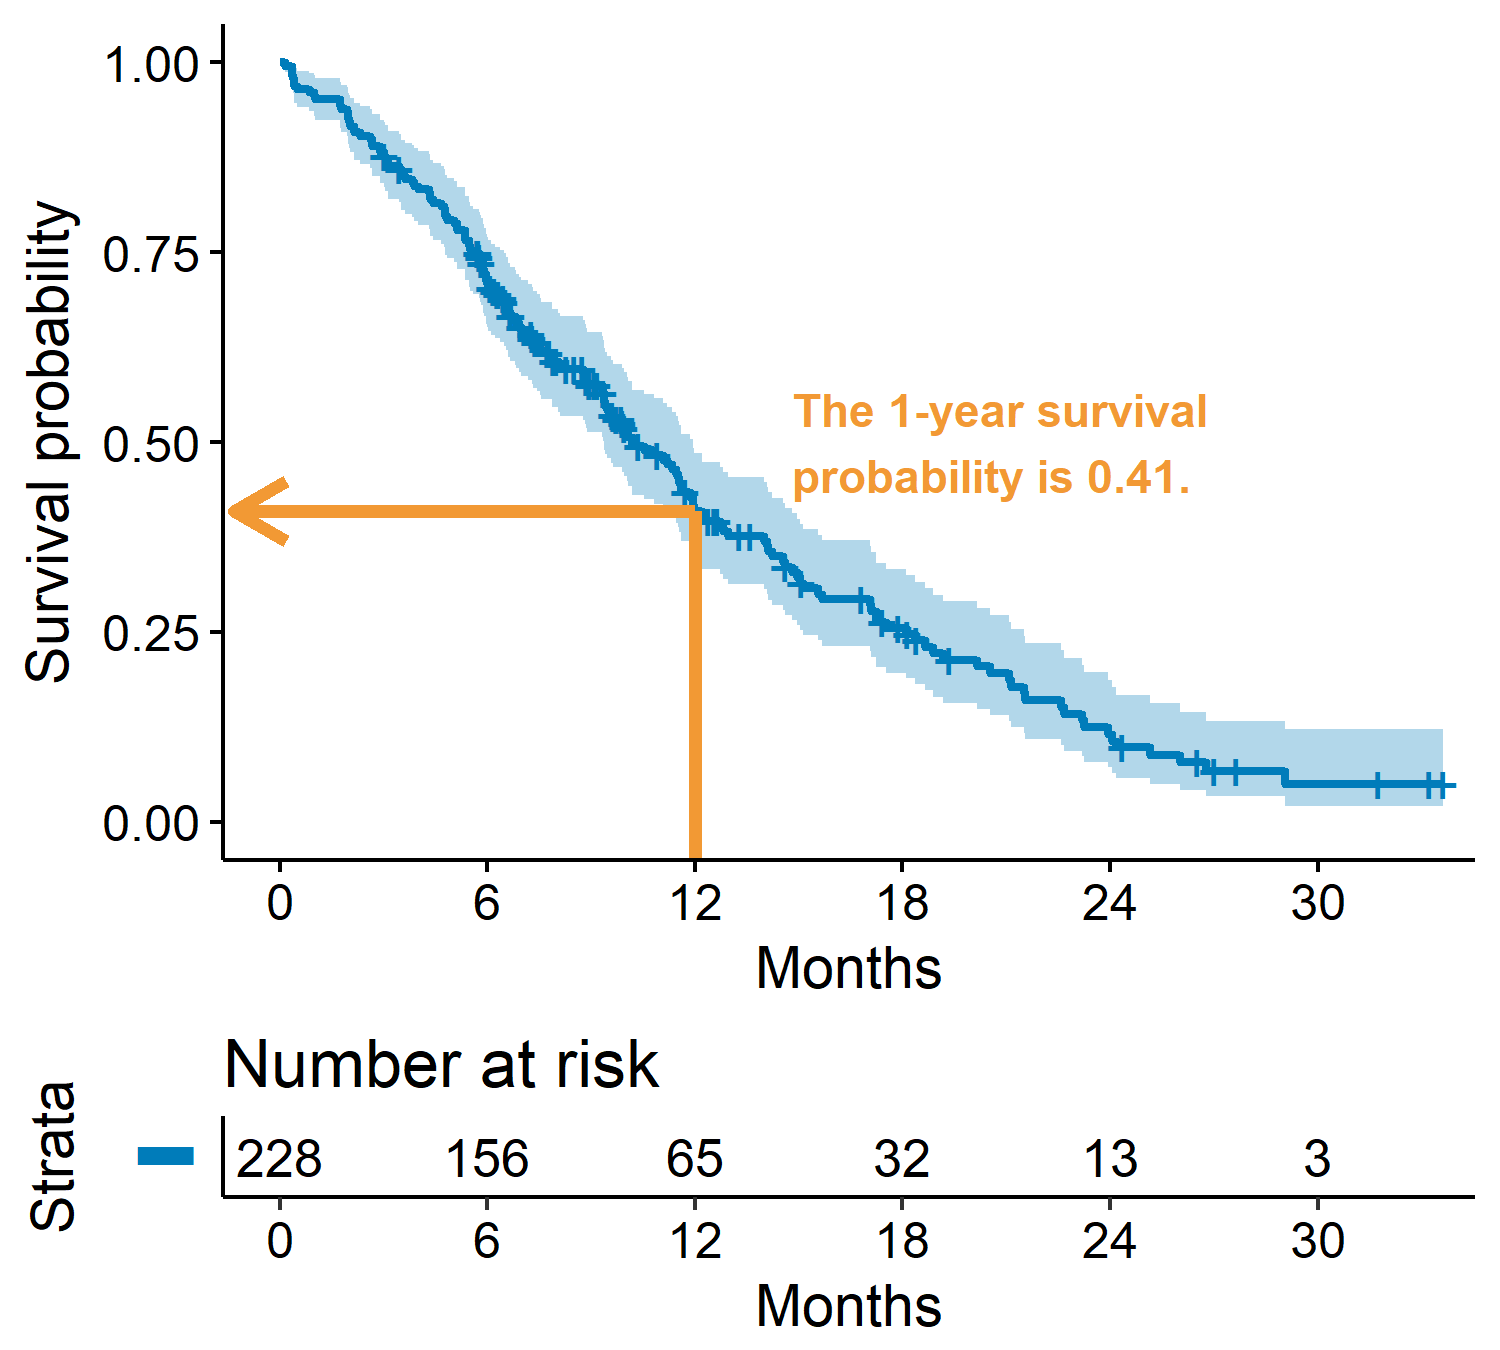 1.00
0.75
0.50
0.25
0.00
Survival probability
The 1-year survival
probability is 0.41.
0 6 12 18 24 30
Months
Number at risk
Strata
228 156 65 32 13 3
0 6 12 18 24 30
Months